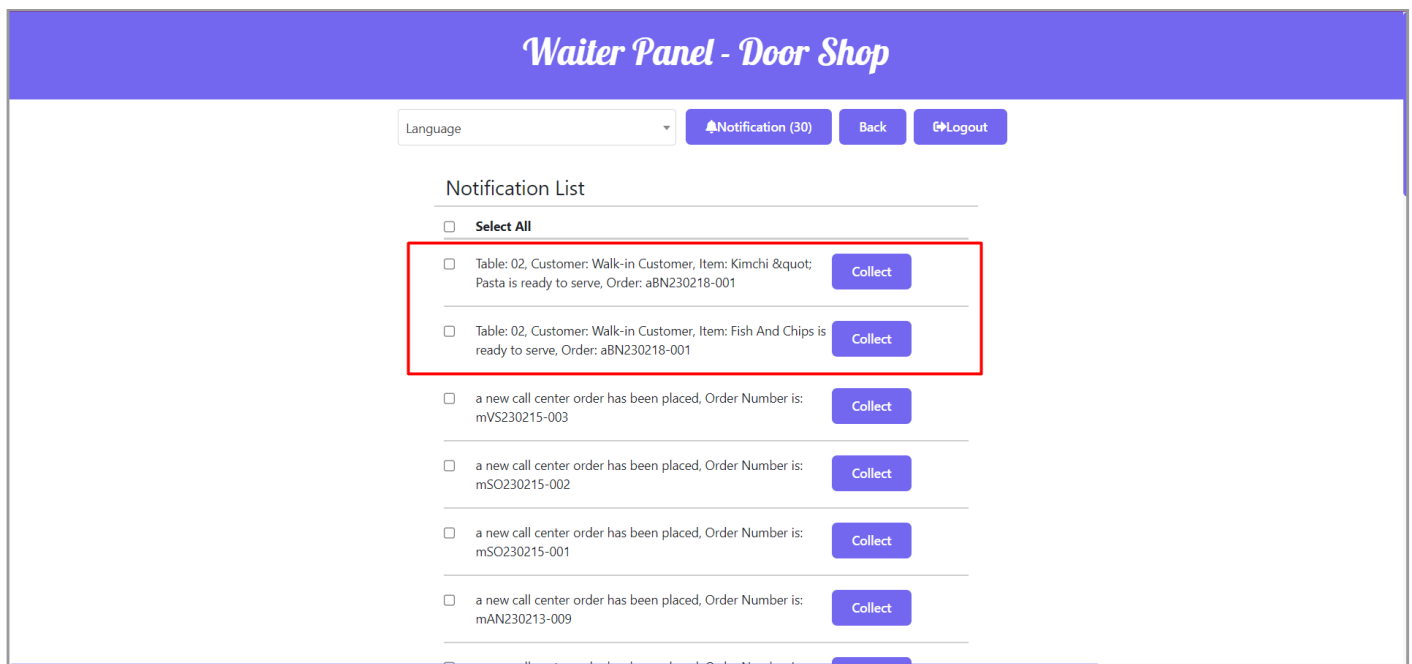 Waiter Panel - Door Shop
Language
Notification (30)
Back
Logout
Notification List
Select All
Table: 02, Customer: Walk-in Customer, Item: Kimchi &quot;
Pasta is ready to serve, Order: aBN230218-001
Collect
Table: 02, Customer: Walk-in Customer, Item: Fish And Chips is
ready to serve, Order: aBN230218-001
Collect
a new call center order has been placed, Order Number is:
mVS230215-003
Collect
a new call center order has been placed, Order Number is:
mSO230215-002
Collect
a new call center order has been placed, Order Number is:
mSO230215-001
Collect
a new call center order has been placed, Order Number is:
mAN230213-009
Collect